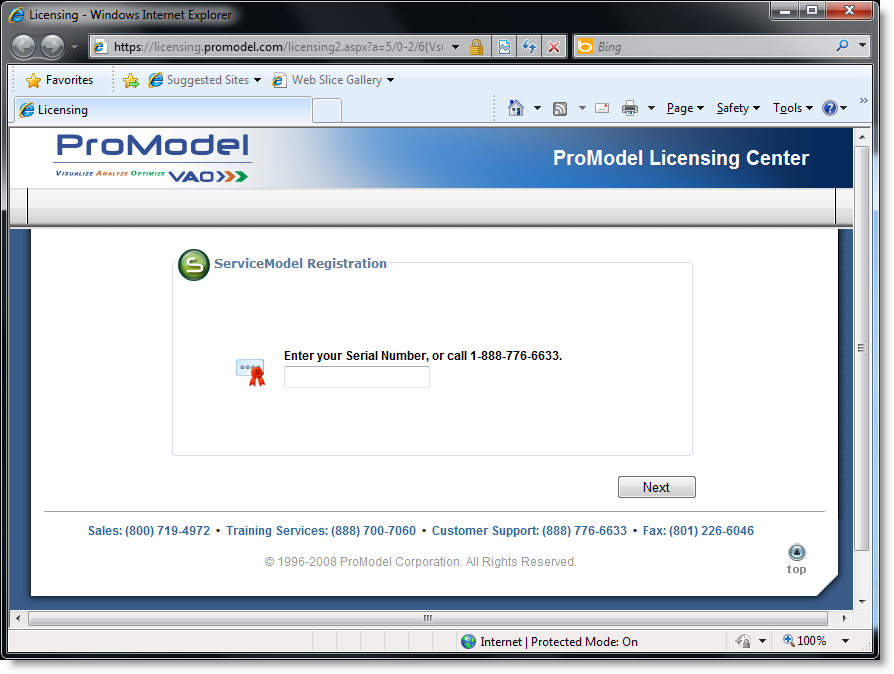 Licensing - Windows Internet Explorer
https://licensing.promodel.com/licensing2.aspx?a=5/0-2/6{Vs
Bing
Favorites
Suggested Sites
Web Slice Gallery
Licensing
Page
Safety
Tools
ProModel
VISUALIZE ANALYZE OPTIMIZE VAO
ProModel Licensing Center
S
ServiceModel Registration
Enter your Serial Number, or call 1-888-776-6633.
Next
Sales: (800) 719-4972 • Training Services: (888) 700-7060 • Customer Support: (888) 776-6633 • Fax: (801) 226-6046
© 1996-2008 ProModel Corporation. All Rights Reserved.
top
Internet | Protected Mode: On
100%